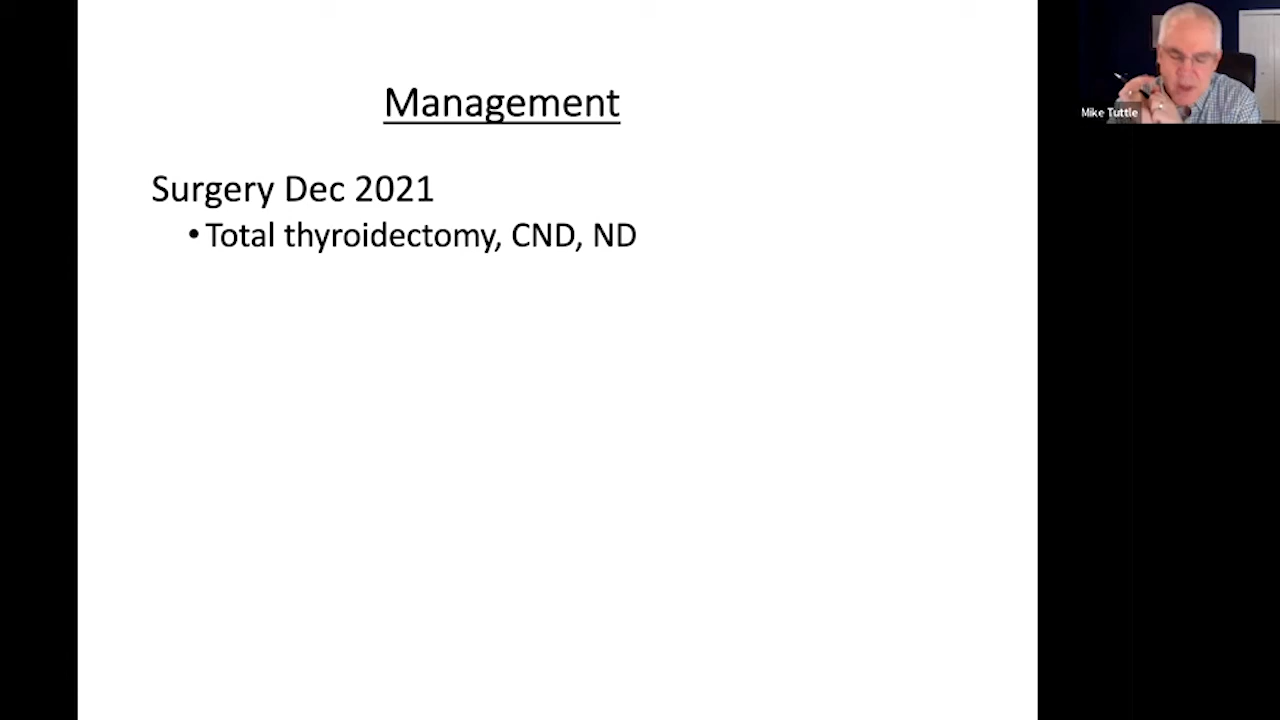 Management
Surgery Dec 2021
• Total thyroidectomy, CND, ND
Mike Tuttle